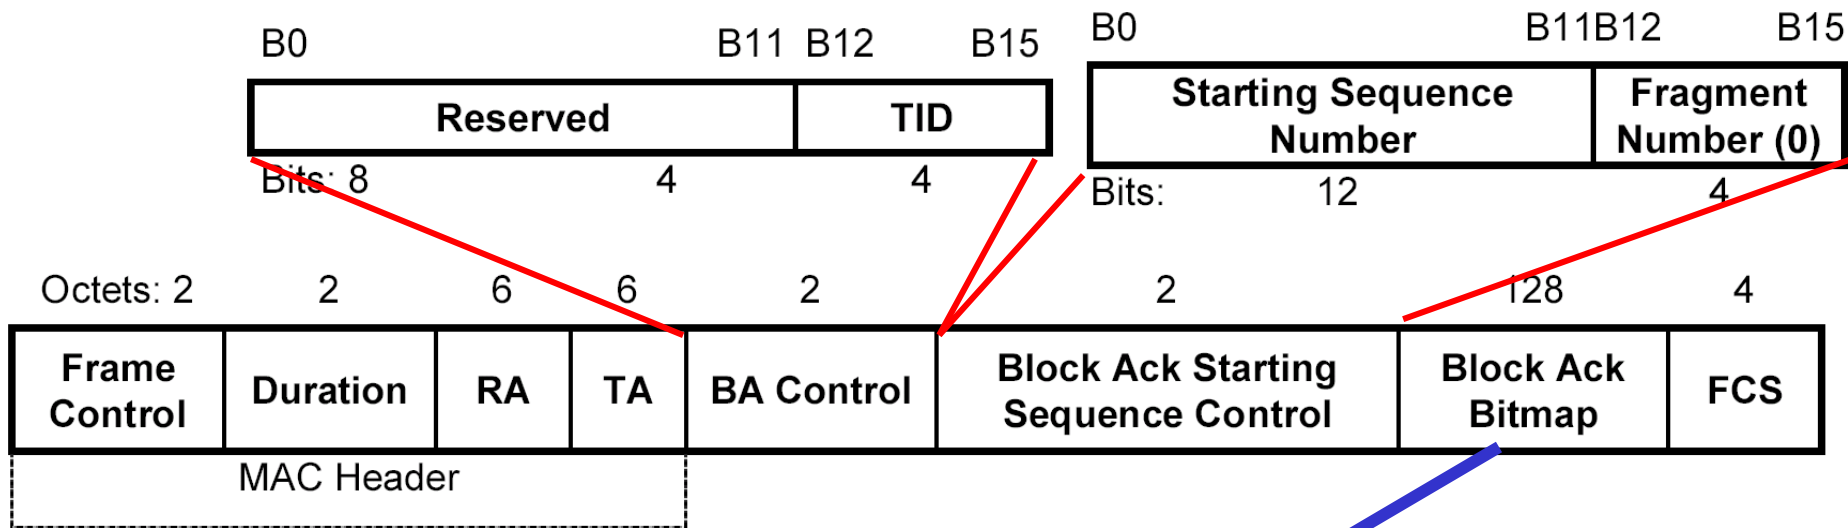 B0 B11 B12 B15
Reserved TID
Bits: 8 4 4
B0 B11B12 B15
Starting Sequence
Number
Fragment
Number (0)
Bits: 12 4
Octets: 2 2 6 6 2 2 128 4
Frame
Control
Duration
RA
TA
BA Control
Block Ack Starting
Sequence Control
Block Ack
Bitmap
FCS
MAC Header